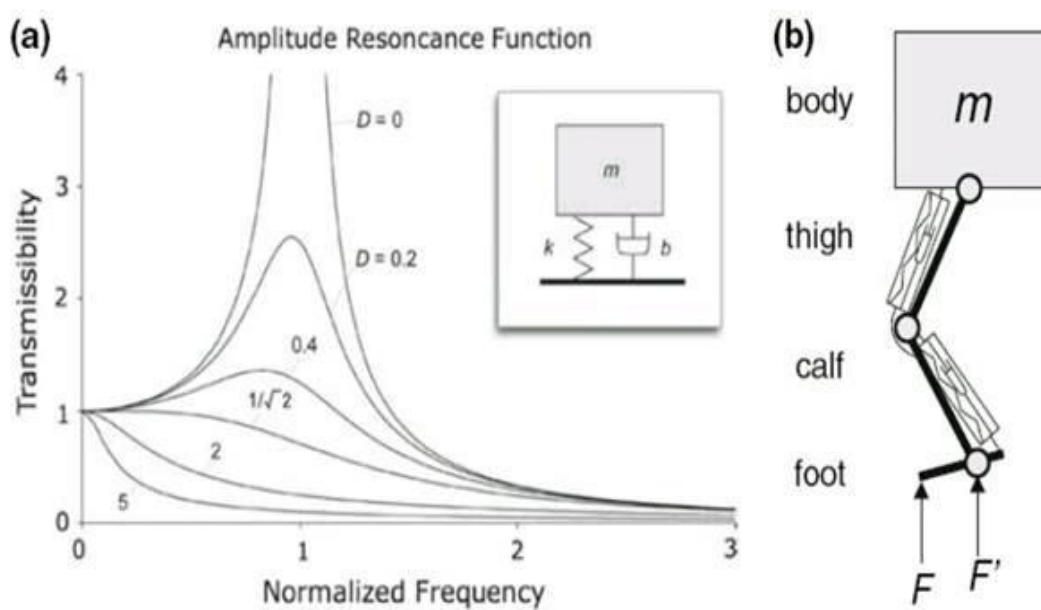 (a)
Amplitude Resoncance Function
4
3
2
1
0
Transmissibility
D = 0
D = 0.2
0.4
1/√2
2
5
m
k
b
0
1
2
3
Normalized Frequency
(b)
body
m
thigh
calf
foot
F
F'